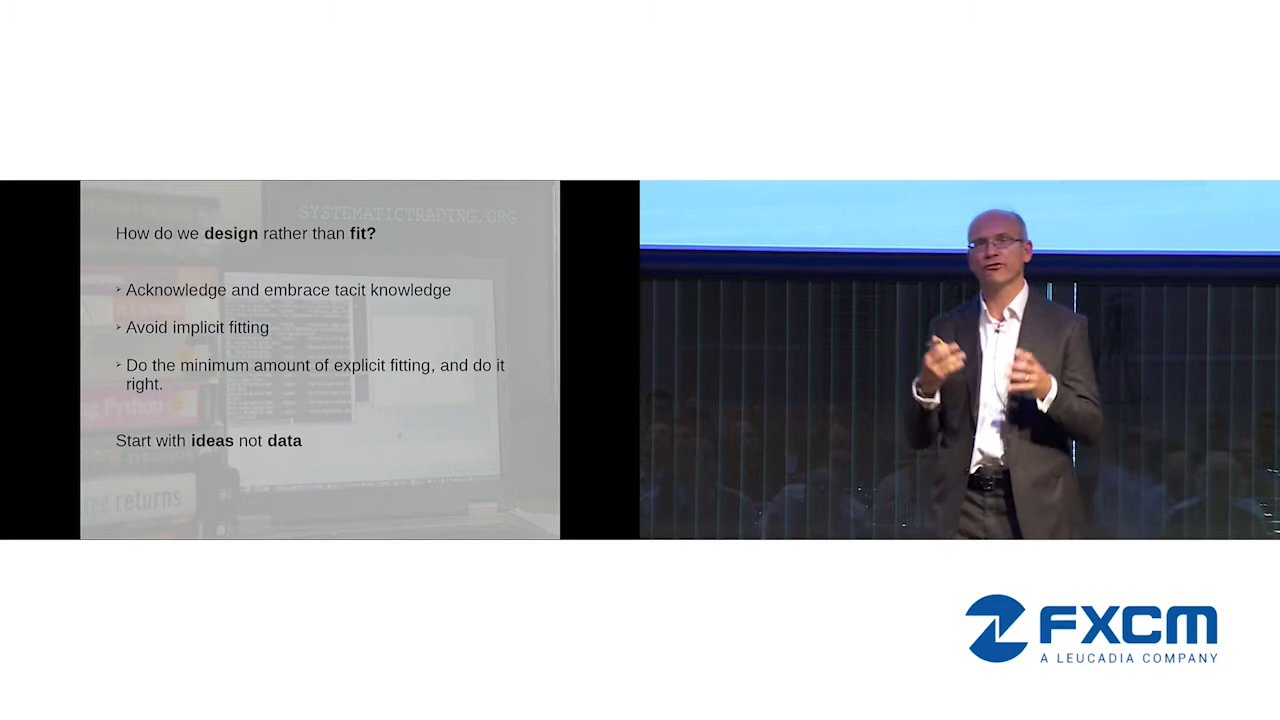 SYSTEMATICTRADING.ORG
How do we design rather than fit?
Acknowledge and embrace tacit knowledge
Avoid implicit fitting
Do the minimum amount of explicit fitting, and do it
right.
Python
Start with ideas not data
returns
FXCM
A LEUCADIA COMPANY